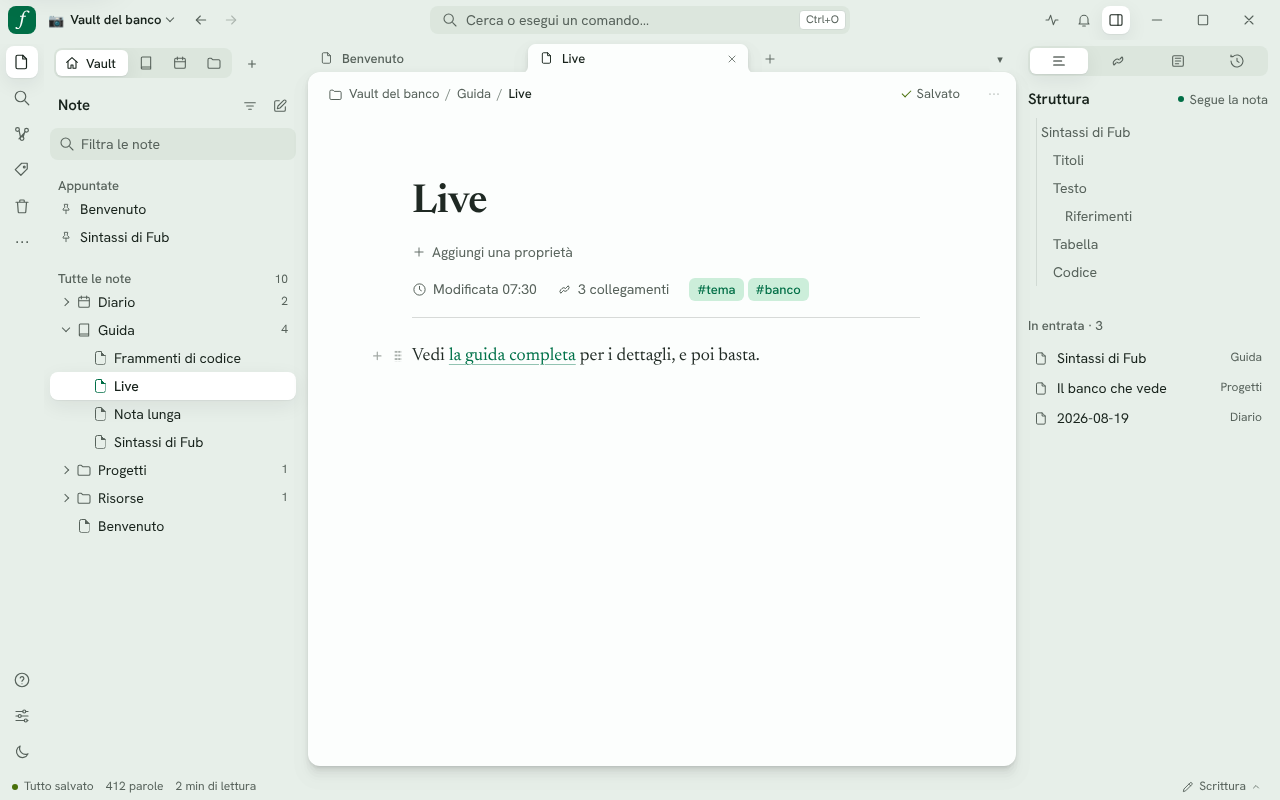 f
Vault del banco
Cerca o esegui un comando…
Ctrl+O
Vault
Benvenuto
Live
Note
Filtra le note
Appuntate
Benvenuto
Sintassi di Fub
Tutte le note 10
Diario 2
Guida 4
Frammenti di codice
Live
Nota lunga
Sintassi di Fub
Progetti 1
Risorse 1
Benvenuto
Vault del banco / Guida / Live
Salvato
Live
Aggiungi una proprietà
Modificata 07:30 3 collegamenti #tema #banco
Vedi la guida completa per i dettagli, e poi basta.
Struttura
Segue la nota
Sintassi di Fub
Titoli
Testo
Riferimenti
Tabella
Codice
In entrata · 3
Sintassi di Fub Guida
Il banco che vede Progetti
2026-08-19 Diario
Tutto salvato 412 parole 2 min di lettura
Scrittura